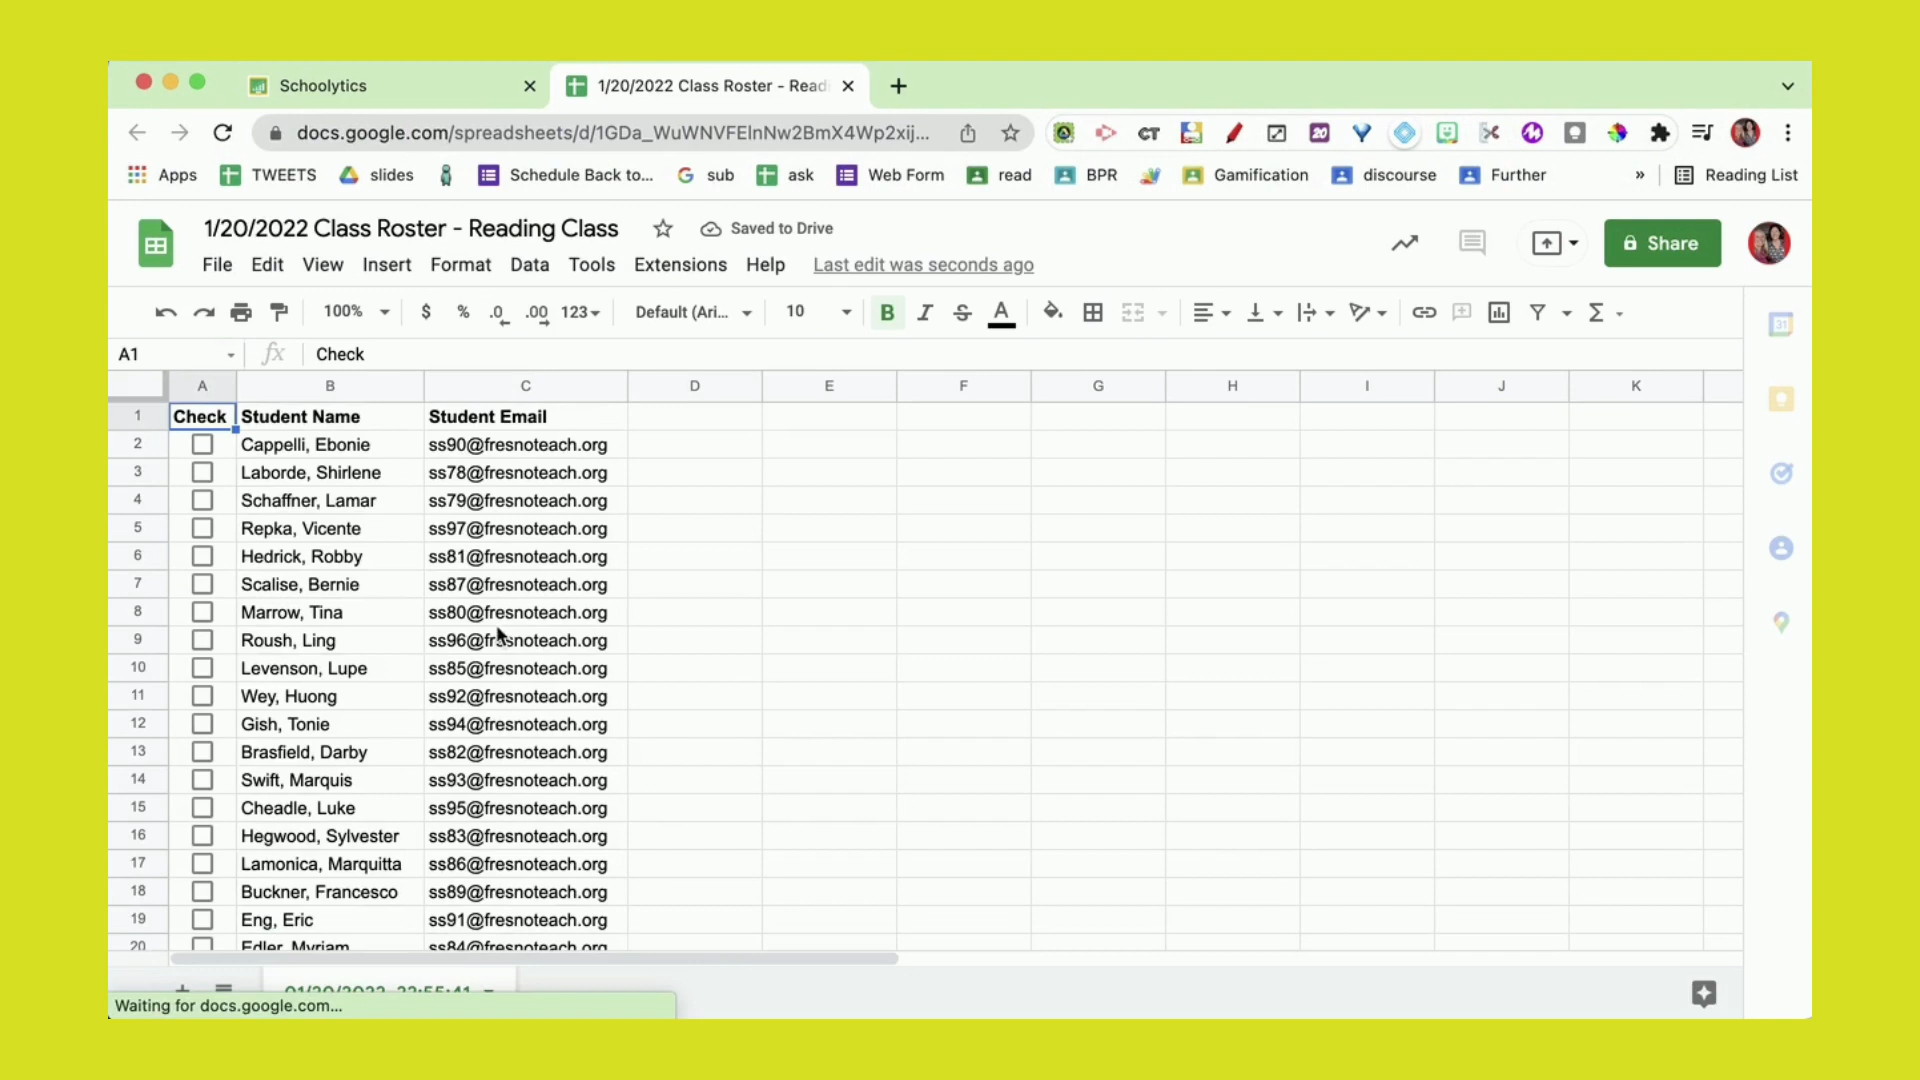 Schoolytics
1/20/2022 Class Roster - Read
docs.google.com/spreadsheets/d/1GDa_WuWNVFElnNw2BmX4Wp2xij...
CT
20
Apps TWEETS slides Schedule Back to... sub ask Web Form read BPR Gamification discourse Further » Reading List
1/20/2022 Class Roster - Reading Class Saved to Drive
Share
File Edit View Insert Format Data Tools Extensions Help Last edit was seconds ago
100% $ % .0 .00 123 Default (Ari... 10 B I S A Σ
31
A1 fx Check
A B C D E F G H I J K
1 Check Student Name Student Email
2 Cappelli, Ebonie ss90@fresnoteach.org
3 Laborde, Shirlene ss78@fresnoteach.org
4 Schaffner, Lamar ss79@fresnoteach.org
5 Repka, Vicente ss97@fresnoteach.org
6 Hedrick, Robby ss81@fresnoteach.org
7 Scalise, Bernie ss87@fresnoteach.org
8 Marrow, Tina ss80@fresnoteach.org
9 Roush, Ling ss96@fresnoteach.org
10 Levenson, Lupe ss85@fresnoteach.org
11 Wey, Huong ss92@fresnoteach.org
12 Gish, Tonie ss94@fresnoteach.org
13 Brasfield, Darby ss82@fresnoteach.org
14 Swift, Marquis ss93@fresnoteach.org
15 Cheadle, Luke ss95@fresnoteach.org
16 Hegwood, Sylvester ss83@fresnoteach.org
17 Lamonica, Marquitta ss86@fresnoteach.org
18 Buckner, Francesco ss89@fresnoteach.org
19 Eng, Eric ss91@fresnoteach.org
20 Edler, Myriam ss84@fresnoteach.org
01/20/2022 22:55:41
Waiting for docs.google.com...